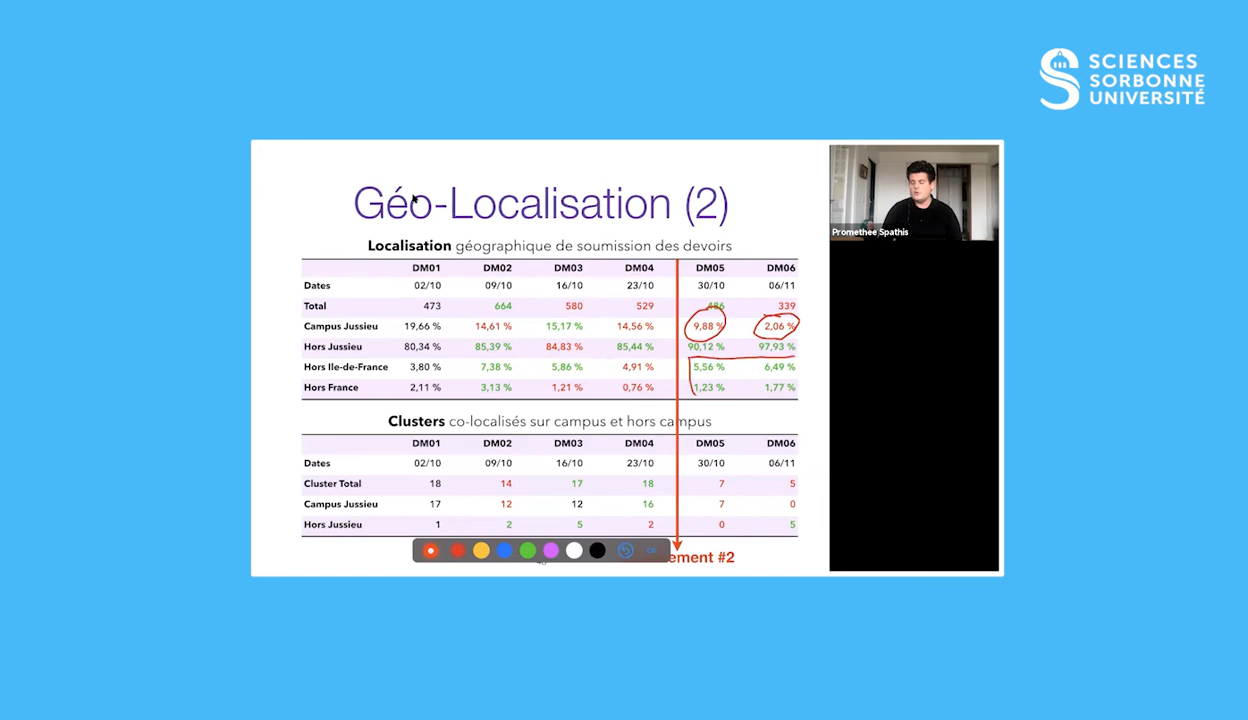 SCIENCES
SORBONNE
UNIVERSITÉ
Géo-Localisation (2)
Localisation géographique de soumission des devoirs
DM01 DM02 DM03 DM04 DM05 DM06
Dates 02/10 09/10 16/10 23/10 30/10 06/11
Total 473 664 580 529 486 339
Campus Jussieu 19,66 % 14,61 % 15,17 % 14,56 % 9,88 % 2,06 %
Hors Jussieu 80,34 % 85,39 % 84,83 % 85,44 % 90,12 % 97,93 %
Hors Ile-de-France 3,80 % 7,38 % 5,86 % 4,91 % 5,56 % 6,49 %
Hors France 2,11 % 3,13 % 1,21 % 0,76 % 1,23 % 1,77 %
Clusters co-localisés sur campus et hors campus
DM01 DM02 DM03 DM04 DM05 DM06
Dates 02/10 09/10 16/10 23/10 30/10 06/11
Cluster Total 18 14 17 18 7 5
Campus Jussieu 17 12 12 16 7 0
Hors Jussieu 1 2 5 2 0 5
ement #2
Promethee Spathis